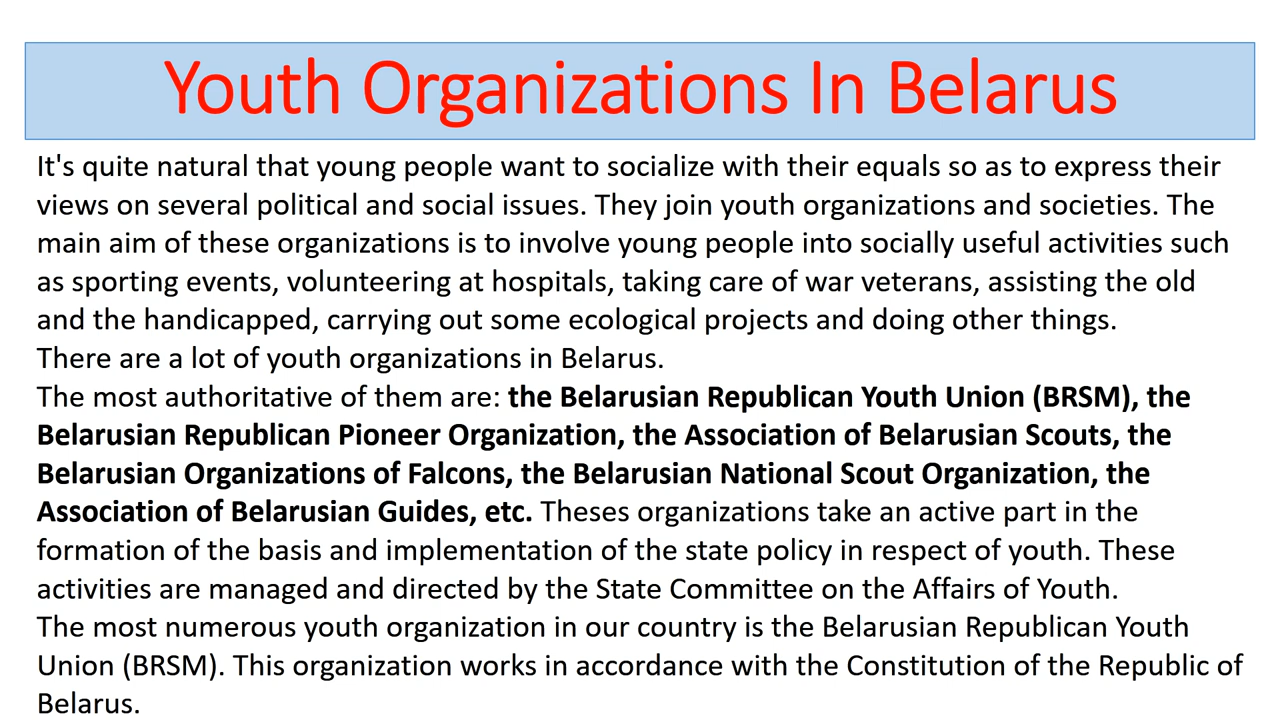 Youth Organizations In Belarus
It's quite natural that young people want to socialize with their equals so as to express their
views on several political and social issues. They join youth organizations and societies. The
main aim of these organizations is to involve young people into socially useful activities such
as sporting events, volunteering at hospitals, taking care of war veterans, assisting the old
and the handicapped, carrying out some ecological projects and doing other things.
There are a lot of youth organizations in Belarus.
The most authoritative of them are: the Belarusian Republican Youth Union (BRSM), the
Belarusian Republican Pioneer Organization, the Association of Belarusian Scouts, the
Belarusian Organizations of Falcons, the Belarusian National Scout Organization, the
Association of Belarusian Guides, etc. Theses organizations take an active part in the
formation of the basis and implementation of the state policy in respect of youth. These
activities are managed and directed by the State Committee on the Affairs of Youth.
The most numerous youth organization in our country is the Belarusian Republican Youth
Union (BRSM). This organization works in accordance with the Constitution of the Republic of
Belarus.